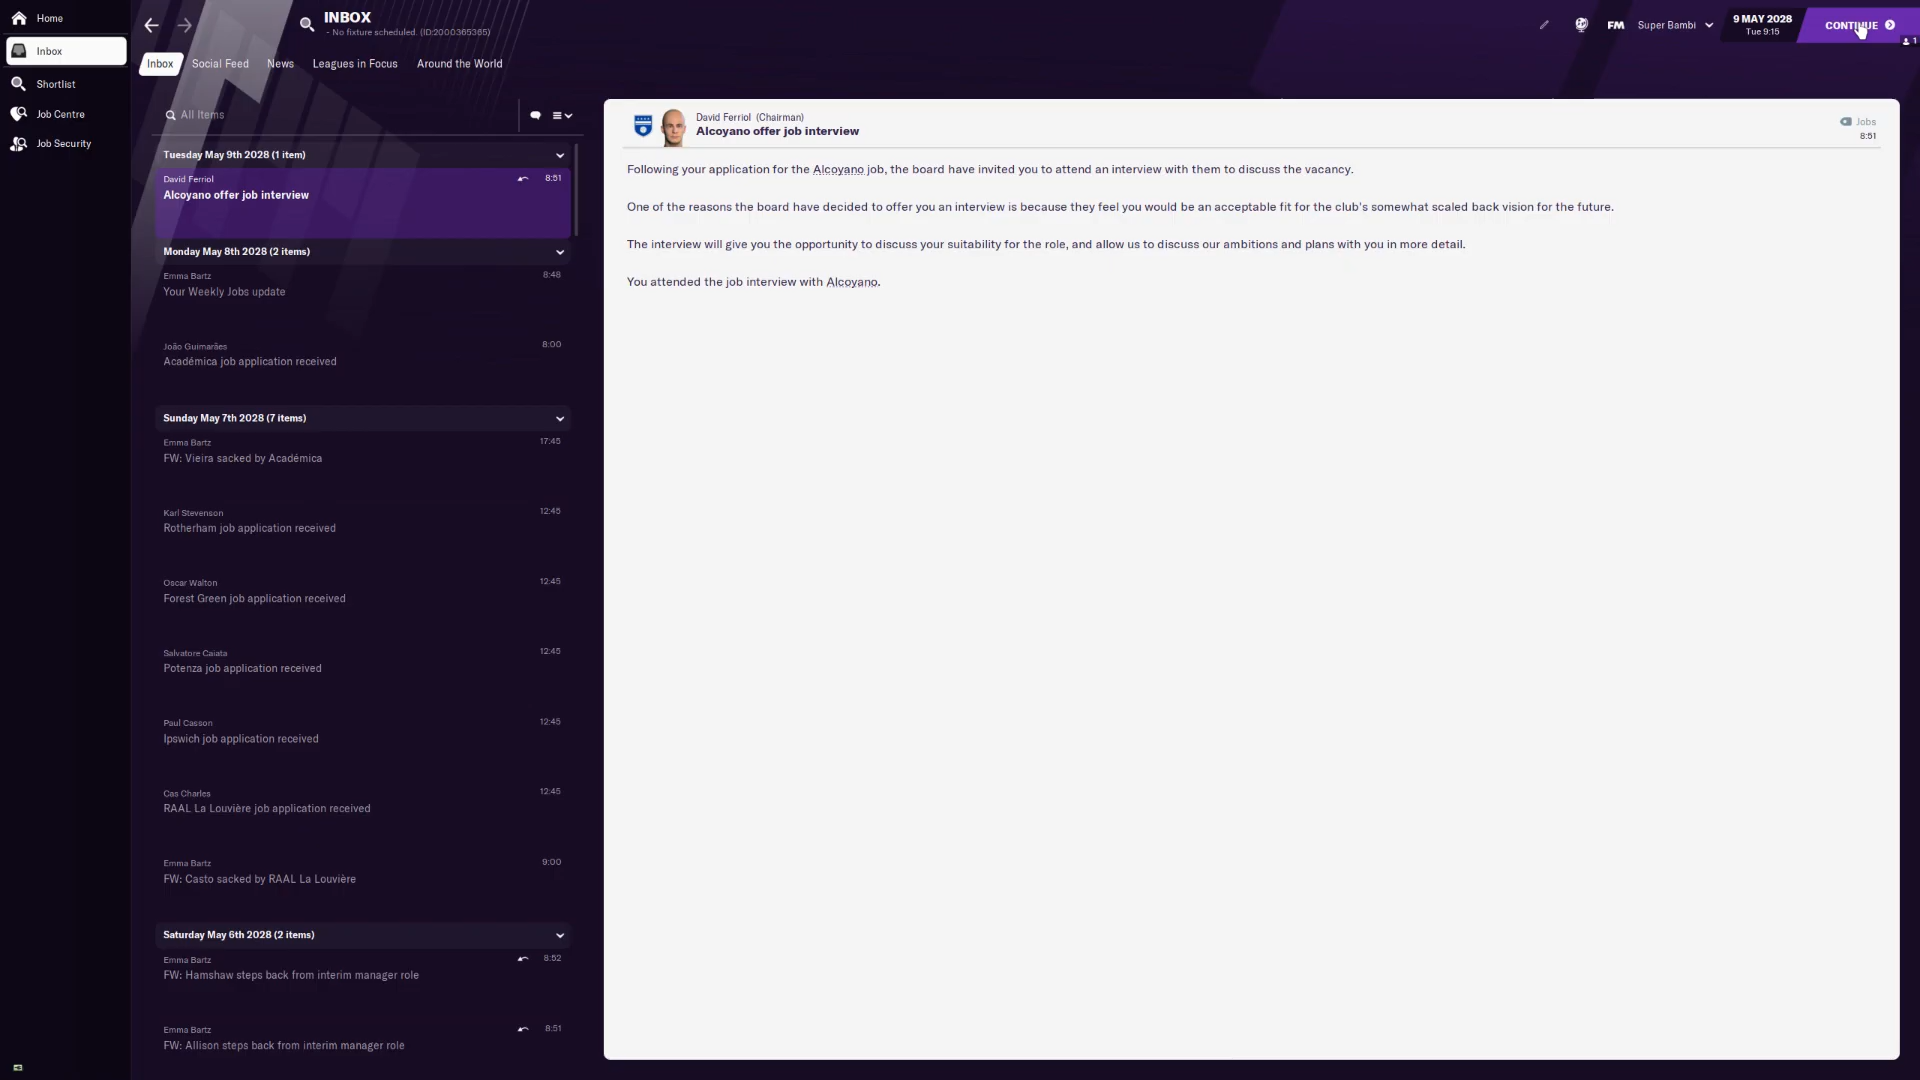 Home
Inbox
Shortlist
Job Centre
Job Security
INBOX
- No fixture scheduled. (ID:2000365365)
FM
Super Bambi
9 MAY 2028
Tue 9:15
CONTINUE
1
Inbox
Social Feed
News
Leagues in Focus
Around the World
All Items
Tuesday May 9th 2028 (1 item)
David Ferriol
8:51
Alcoyano offer job interview
Monday May 8th 2028 (2 items)
Emma Bartz
8:48
Your Weekly Jobs update
João Guimarães
8:00
Académica job application received
Sunday May 7th 2028 (7 items)
Emma Bartz
17:45
FW: Vieira sacked by Académica
Karl Stevenson
12:45
Rotherham job application received
Oscar Walton
12:45
Forest Green job application received
Salvatore Caiata
12:45
Potenza job application received
Paul Casson
12:45
Ipswich job application received
Cas Charles
12:45
RAAL La Louvière job application received
Emma Bartz
9:00
FW: Casto sacked by RAAL La Louvière
Saturday May 6th 2028 (2 items)
Emma Bartz
8:52
FW: Hamshaw steps back from interim manager role
Emma Bartz
8:51
FW: Allison steps back from interim manager role
David Ferriol (Chairman)
Alcoyano offer job interview
Jobs
8:51
Following your application for the Alcoyano job, the board have invited you to attend an interview with them to discuss the vacancy.
One of the reasons the board have decided to offer you an interview is because they feel you would be an acceptable fit for the club's somewhat scaled back vision for the future.
The interview will give you the opportunity to discuss your suitability for the role, and allow us to discuss our ambitions and plans with you in more detail.
You attended the job interview with Alcoyano.